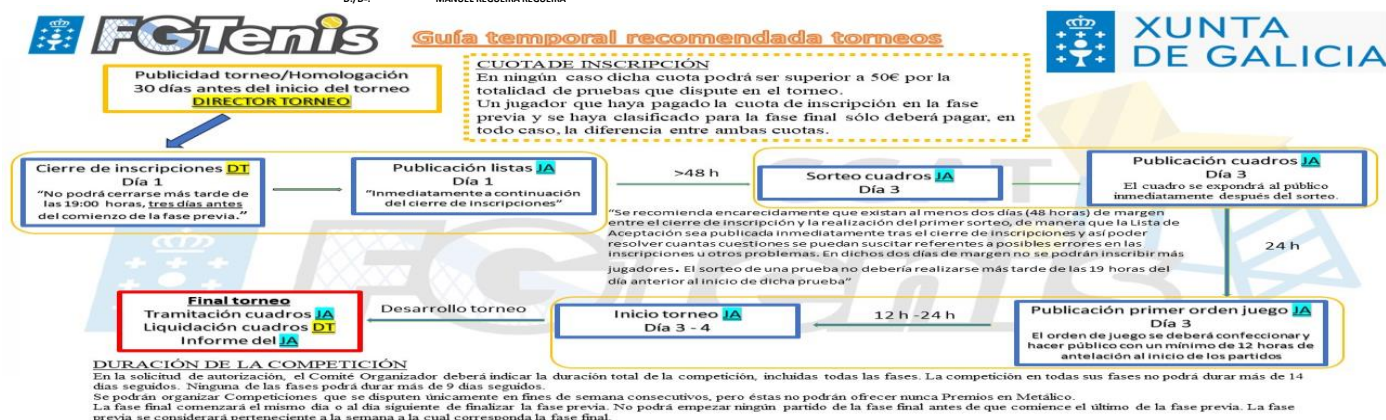 D./Dª. MANUEL REGUEIRA REGUEIRA
FGTenis
Guía temporal recomendada torneos
XUNTA
DE GALICIA
Publicidad torneo/Homologación
30 días antes del inicio del torneo
DIRECTOR TORNEO
CUOTA DE INSCRIPCIÓN
En ningún caso dicha cuota podrá ser superior a 50€ por la
totalidad de pruebas que dispute en el torneo.
Un jugador que haya pagado la cuota de inscripción en la fase
previa y se haya clasificado para la fase final sólo deberá pagar, en
todo caso, la diferencia entre ambas cuotas.
Cierre de inscripciones DT
Día 1
"No podrá cerrarse más tarde de
las 19:00 horas, tres días antes
del comienzo de la fase previa."
Publicación listas JA
Día 1
"Inmediatamente a continuación
del cierre de inscripciones"
>48 h
Sorteo cuadros JA
Día 3
Publicación cuadros JA
Día 3
El cuadro se expondrá al público
inmediatamente después del sorteo.
"Se recomienda encarecidamente que existan al menos dos días (48 horas) de margen
entre el cierre de inscripción y la realización del primer sorteo, de manera que la Lista de
Aceptación sea publicada inmediatamente tras el cierre de inscripciones y así poder
resolver cuantas cuestiones se puedan suscitar referentes a posibles errores en las
inscripciones u otros problemas. En dichos dos días de margen no se podrán inscribir más
jugadores. El sorteo de una prueba no debería realizarse más tarde de las 19 horas del
día anterior al inicio de dicha prueba"
24 h
Publicación primer orden juego JA
Día 3
El orden de juego se deberá confeccionar y
hacer público con un mínimo de 12 horas de
antelación al inicio de los partidos
12 h -24 h
Inicio torneo JA
Día 3 - 4
Desarrollo torneo
Final torneo
Tramitación cuadros JA
Liquidación cuadros DT
Informe del JA
DURACIÓN DE LA COMPETICIÓN
En la solicitud de autorización, el Comité Organizador deberá indicar la duración total de la competición, incluídas todas las fases. La competición en todas sus fases no podrá durar más de 14
días seguidos. Ninguna de las fases podrá durar más de 9 días seguidos.
Se podrán organizar Competiciones que se disputen únicamente en fines de semana consecutivos, pero éstas no podrán ofrecer nunca Premios en Metálico.
La fase final comenzará el mismo día o al día siguiente de finalizar la fase previa. No podrá empezar ningún partido de la fase final antes de que comience el último de la fase previa. La fase
previa se considerará perteneciente a la semana a la cual corresponda la fase final.